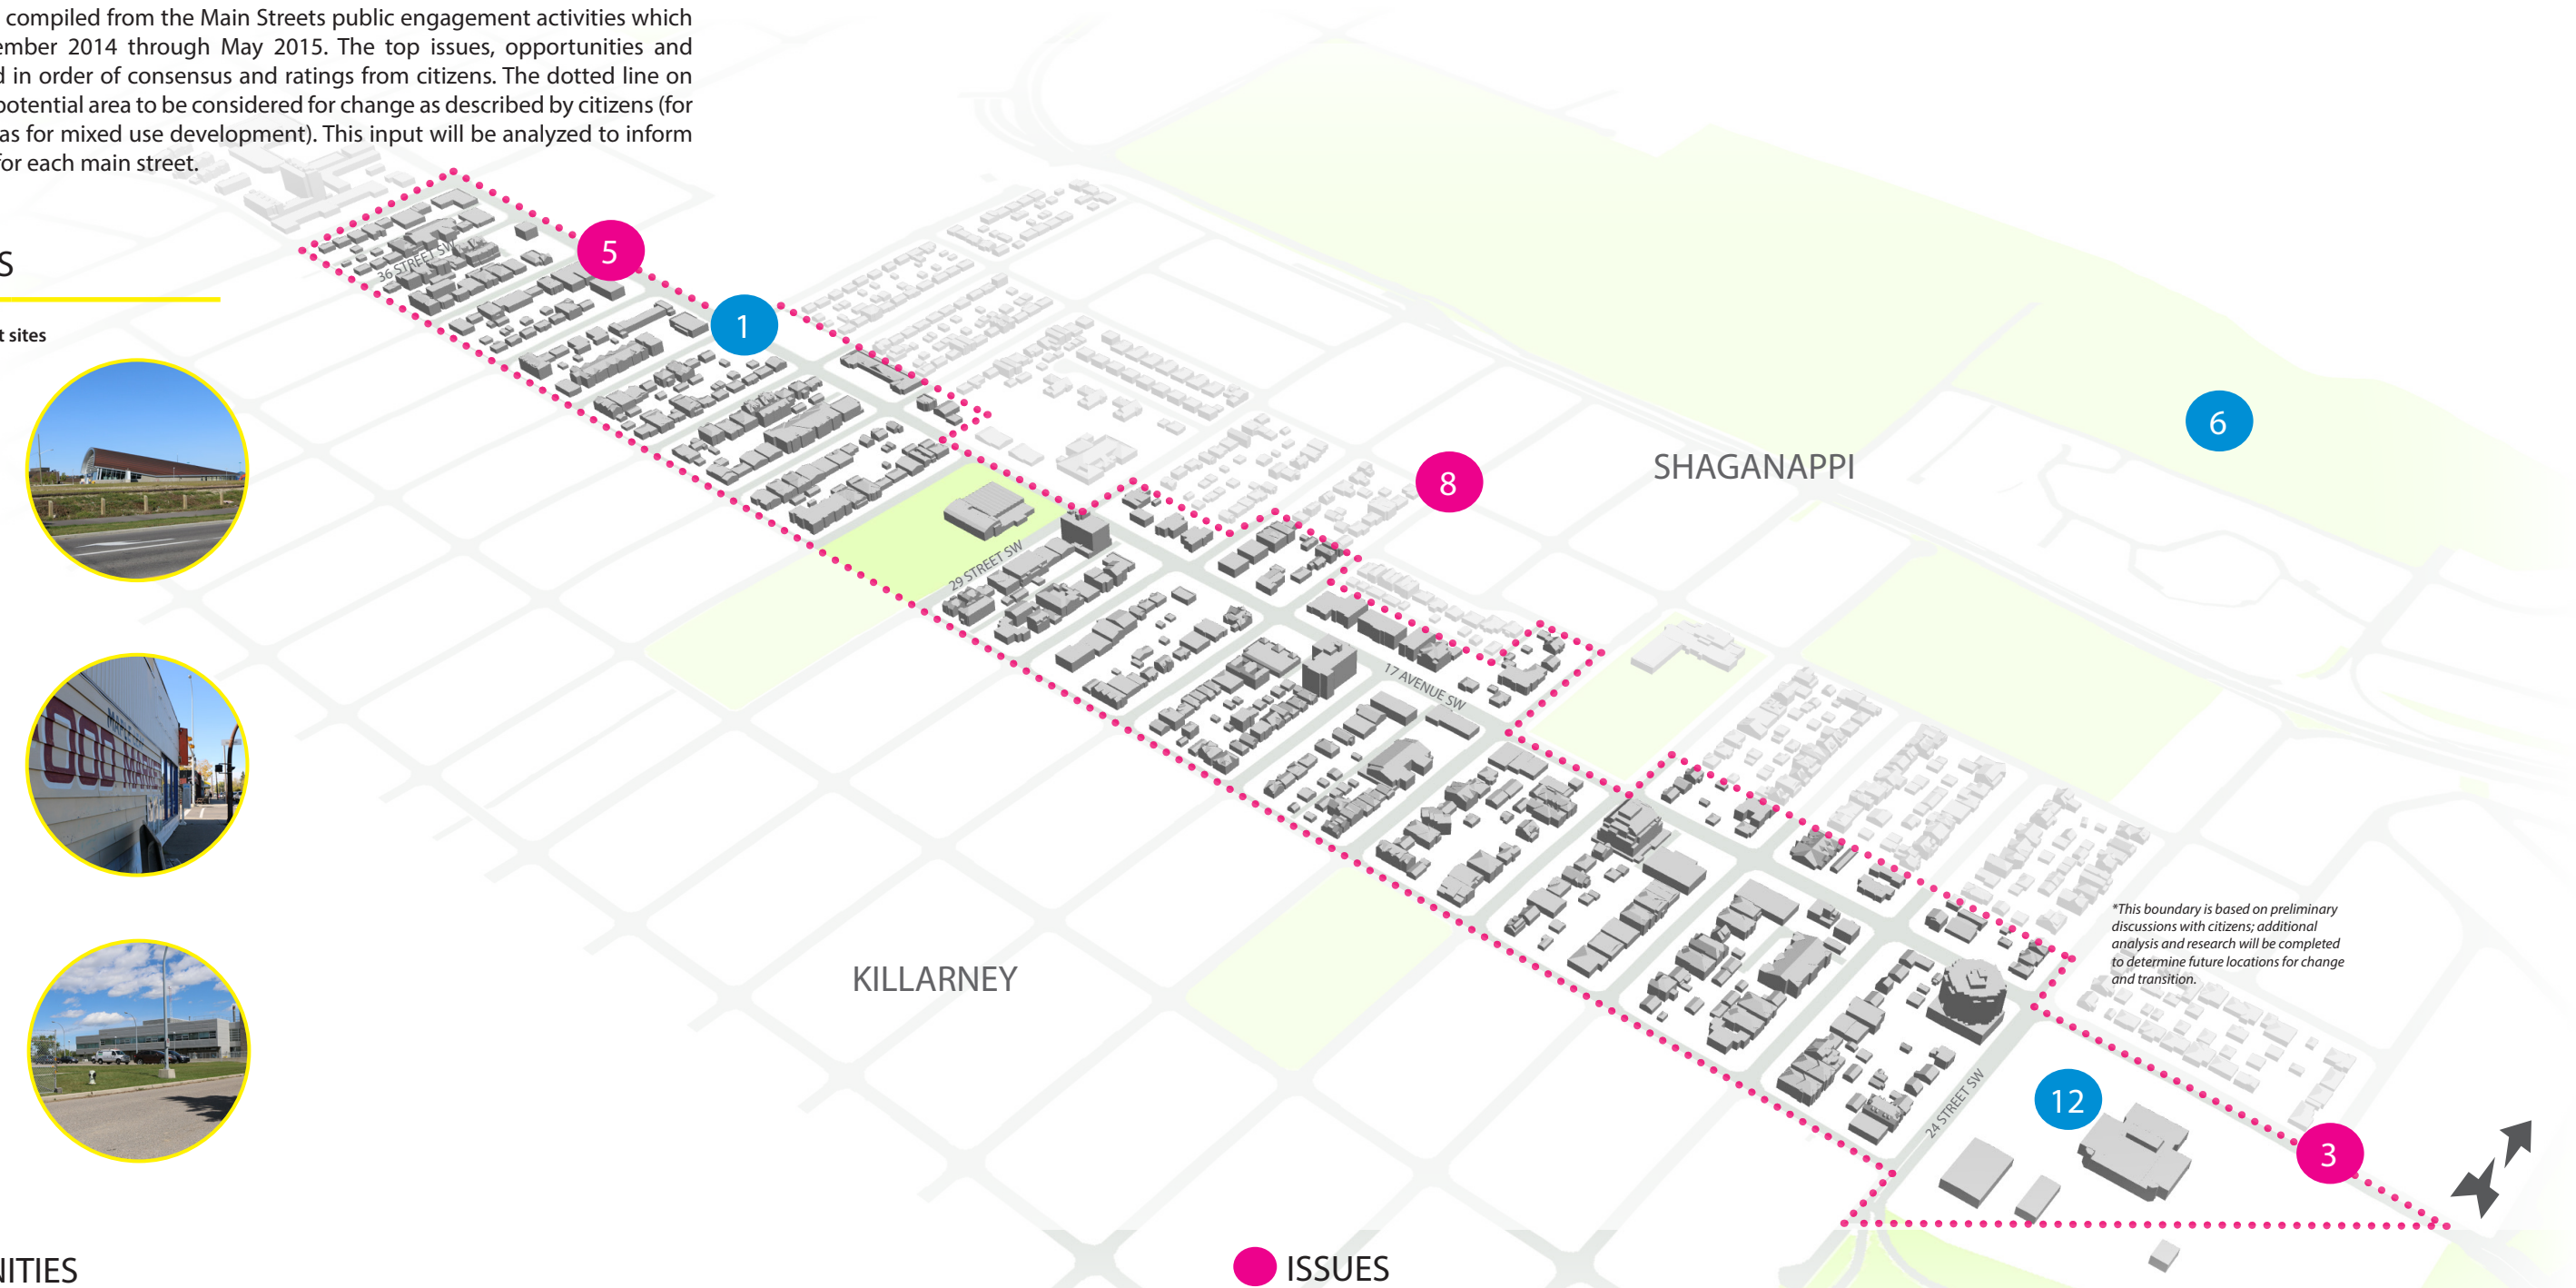 compiled from the Main Streets public engagement activities which
2014 through May 2015. The top issues, opportunities and
in order of consensus and ratings from citizens. The dotted line on
potential area to be considered for change as described by citizens (for
as for mixed use development). This input will be analyzed to inform
for each main street.
sites
36 STREET SW
5
1
6
8
SHAGANAPPI
29 STREET SW
17 AVENUE SW
*This boundary is based on preliminary
discussions with citizens; additional
analysis and research will be completed
to determine future locations for change
and transition.
KILLARNEY
24 STREET SW
12
3
ISSUES